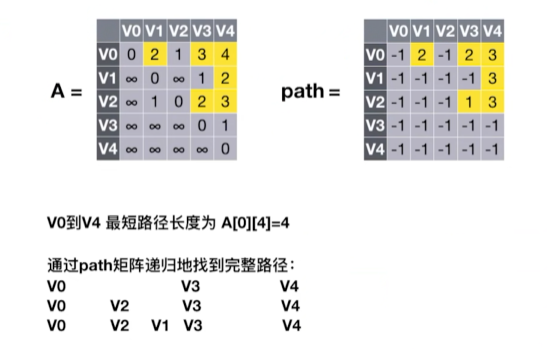 V0 V1 V2 V3 V4
V0 0 2 1 3 4
V1 ∞ 0 ∞ 1 2
A =
V2 ∞ 1 0 2 3
V3 ∞ ∞ ∞ 0 1
V4 ∞ ∞ ∞ ∞ 0
V0 V1 V2 V3 V4
V0 -1 2 -1 2 3
V1 -1 -1 -1 -1 3
path =
V2 -1 -1 -1 1 3
V3 -1 -1 -1 -1 -1
V4 -1 -1 -1 -1 -1
V0到V4 最短路径长度为 A[0][4]=4
通过path矩阵递归地找到完整路径：
V0 V3 V4
V0 V2 V3 V4
V0 V2 V1 V3 V4